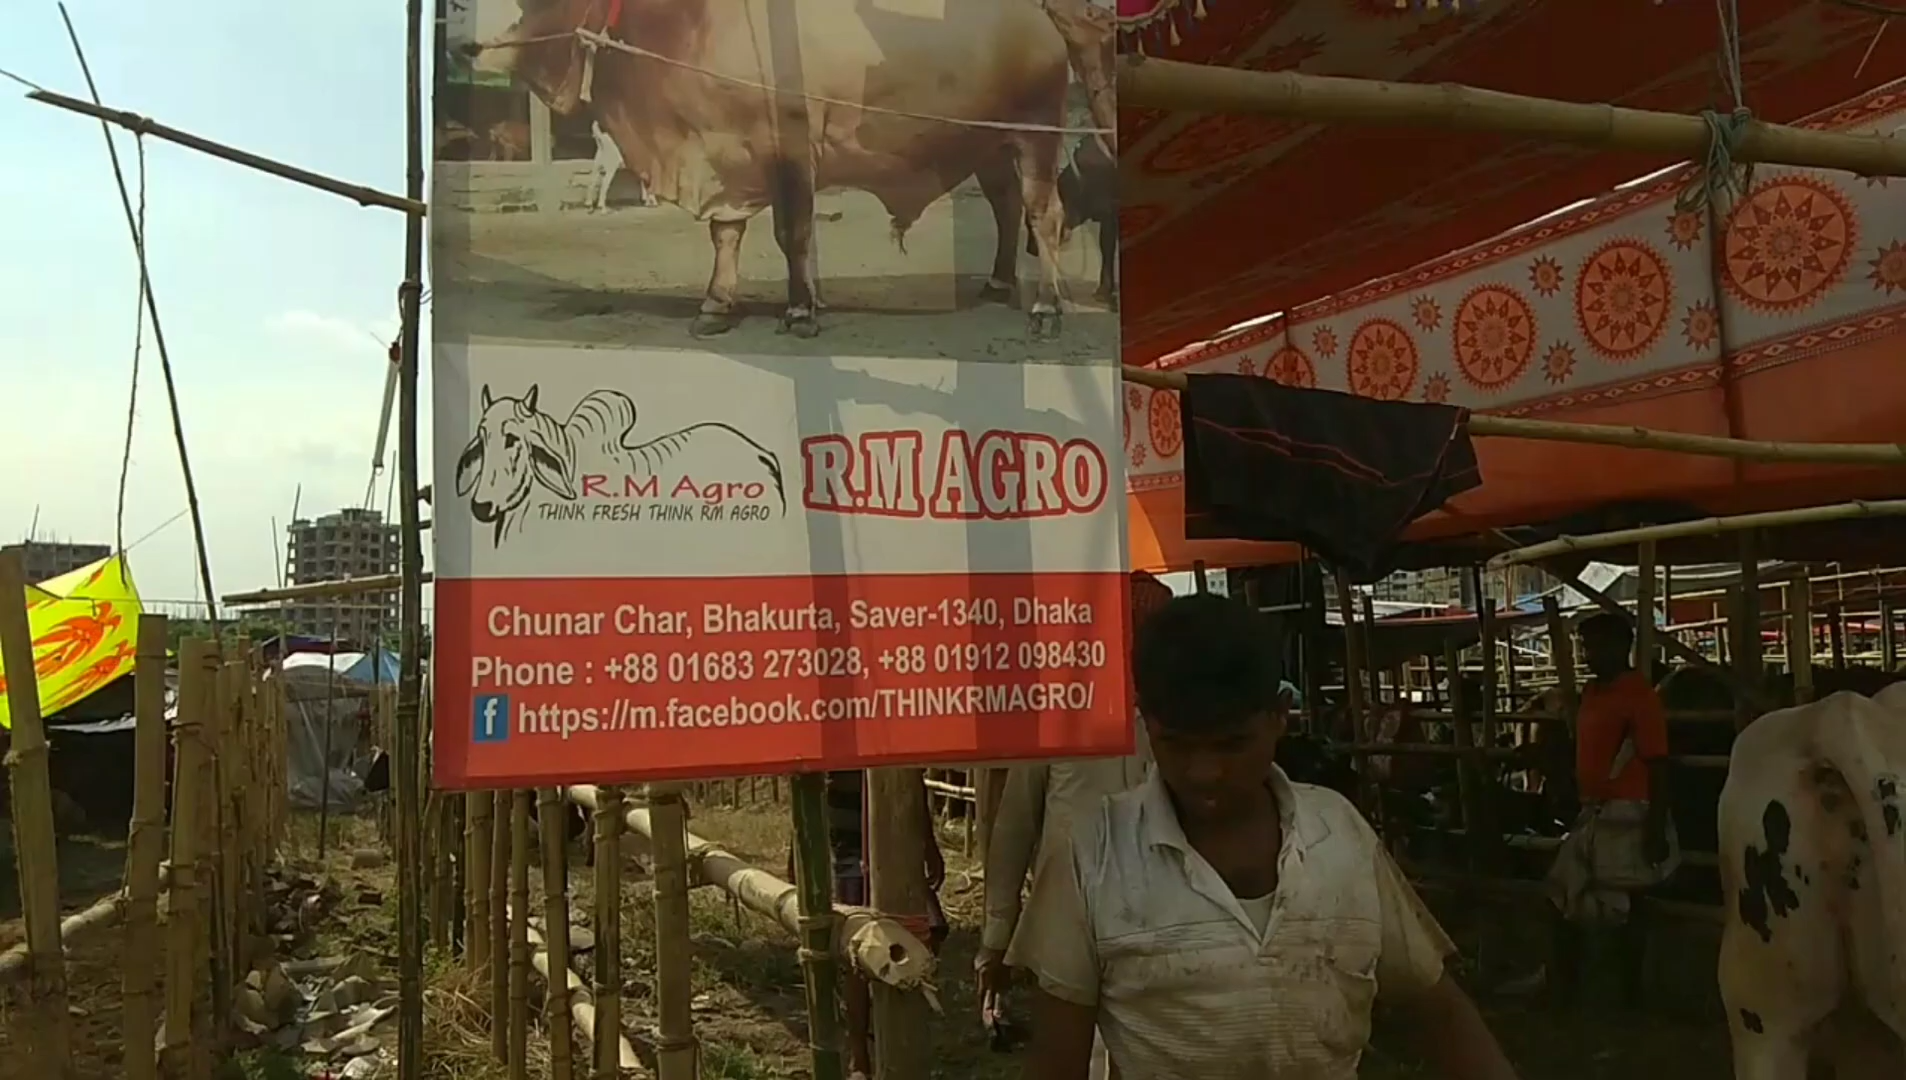 R.M Agro
THINK FRESH THINK RM AGRO
R.M AGRO
Chunar Char, Bhakurta, Saver-1340, Dhaka
Phone : +88 01683 273028, +88 01912 098430
f https://m.facebook.com/THINKRMAGRO/